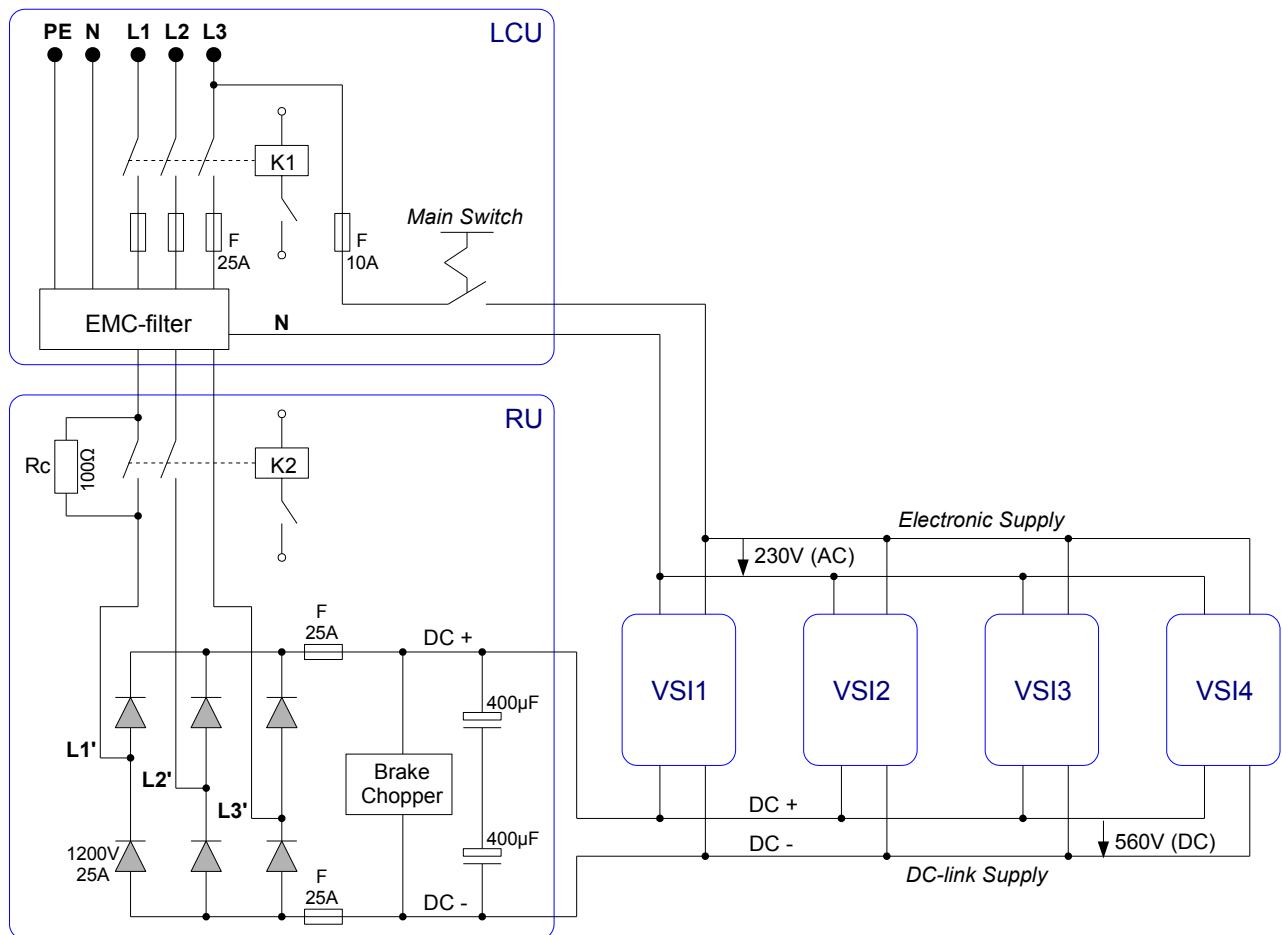 PE N L1 L2 L3
LCU
K1
Main Switch
F
25A
F
10A
EMC-filter
N
RU
Rc
100Ω
K2
Electronic Supply
230V (AC)
F
25A
DC +
VSI1
VSI2
VSI3
VSI4
400µF
L1'
L2'
L3'
Brake
Chopper
DC +
400µF
DC -
560V (DC)
1200V
25A
F
25A
DC -
DC-link Supply